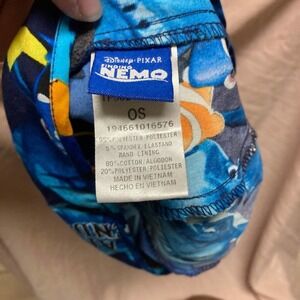 Disney·PIXAR
FINDING
NEMO
OS
194661016576
95% POLYESTER POLIESTER
5% SPANDEX ELASTANO
BAND LINING
80%COTTON ALGODON
20%POLYESTER POLIESTER
MADE IN VIETNAM
HECHO EN VIETNAM